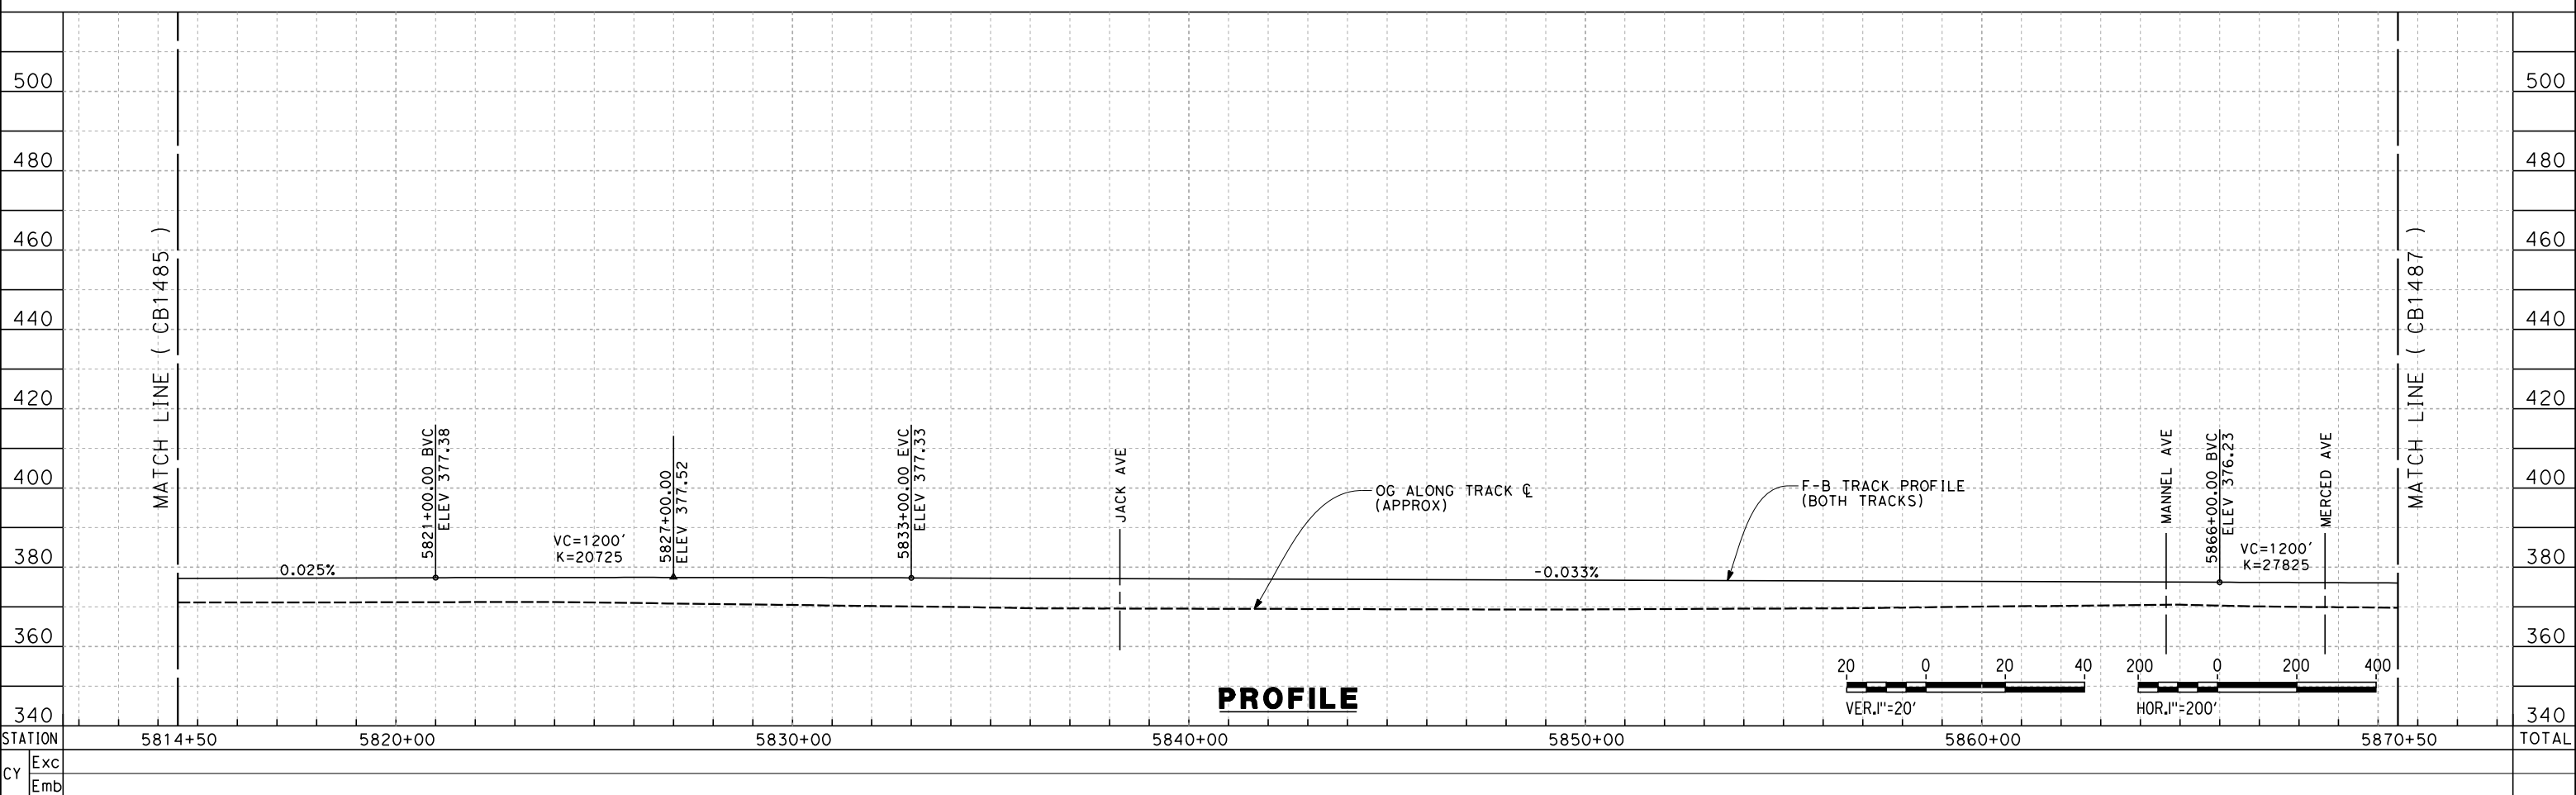 500
480
460
440
420
400
380
360
340
MATCH LINE ( CB1485 )
0.025%
5821+00.00 BVC
ELEV 377.38
VC=1200'
K=20725
5827+00.00
ELEV 377.52
5833+00.00 EVC
ELEV 377.33
JACK AVE
OG ALONG TRACK ℄
(APPROX)
-0.033%
F-B TRACK PROFILE
(BOTH TRACKS)
MANNEL AVE
5866+00.00 BVC
ELEV 376.23
VC=1200'
K=27825
MERCED AVE
MATCH LINE ( CB1487 )
500
480
460
440
420
400
380
360
340
PROFILE
20 0 20 40
VER.1"=20'
200 0 200 400
HOR.1"=200'
STATION 5814+50 5820+00 5830+00 5840+00 5850+00 5860+00 5870+50 TOTAL
CY
Exc
Emb